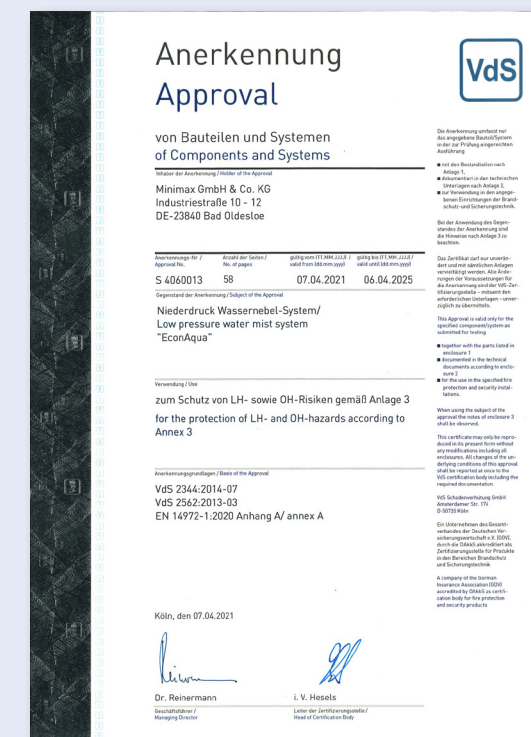 Anerkennung
Approval
von Bauteilen und Systemen
of Components and Systems
Inhaber der Anerkennung / Holder of the Approval
Minimax GmbH & Co. KG
Industriestraße 10 - 12
DE-23840 Bad Oldesloe
Anerkennungs-Nr. / Anzahl der Seiten / gültig vom (TT.MM.JJJJ) / gültig bis (TT.MM.JJJJ) /
Approval No. No. of pages valid from (dd.mm.yyyy) valid until (dd.mm.yyyy)
S 4060013 58 07.04.2021 06.04.2025
Gegenstand der Anerkennung / Subject of the Approval
Niederdruck Wassernebel-System/
Low pressure water mist system
"EconAqua"
Verwendung / Use
zum Schutz von LH- sowie OH-Risiken gemäß Anlage 3
for the protection of LH- and OH-hazards according to
Annex 3
Anerkennungsgrundlagen / Basis of the Approval
VdS 2344:2014-07
VdS 2562:2013-03
EN 14972-1:2020 Anhang A/ annex A
Köln, den 07.04.2021
Dr. Reinermann i. V. Hesels
Geschäftsführer / Leiter der Zertifizierungsstelle /
Managing Director Head of Certification Body
VdS
Die Anerkennung umfasst nur
das angegebene Bauteil/System
in der zur Prüfung eingereichten
Ausführung
■ mit den Bestandteilen nach
Anlage 1,
■ dokumentiert in den technischen
Unterlagen nach Anlage 2,
■ zur Verwendung in den angege-
benen Einrichtungen der Brand-
schutz- und Sicherungstechnik.
Bei der Anwendung des Gegen-
standes der Anerkennung sind
die Hinweise nach Anlage 3 zu
beachten.
Das Zertifikat darf nur unverän-
dert und mit sämtlichen Anlagen
vervielfältigt werden. Alle Ände-
rungen der Voraussetzungen für
die Anerkennung sind der VdS-Zer-
tifizierungsstelle – mitsamt den
erforderlichen Unterlagen – unver-
züglich zu übermitteln.
This Approval is valid only for the
specified component/system as
submitted for testing
■ together with the parts listed in
enclosure 1
■ documented in the technical
documents according to enclo-
sure 2
■ for the use in the specified fire
protection and security instal-
lations.
When using the subject of the
approval the notes of enclosure 3
shall be observed.
This certificate may only be repro-
duced in its present form without
any modifications including all
enclosures. All changes of the un-
derlying conditions of this approval
shall be reported at once to the
VdS certification body including the
required documentation.
VdS Schadenverhütung GmbH
Amsterdamer Str. 174
D-50735 Köln
Ein Unternehmen des Gesamt-
verbandes der Deutschen Ver-
sicherungswirtschaft e.V. (GDV),
durch die DAkkS akkreditiert als
Zertifizierungsstelle für Produkte
in den Bereichen Brandschutz
und Sicherungstechnik
A company of the German
Insurance Association (GDV)
accredited by DAkkS as certifi-
cation body for fire protection
and security products